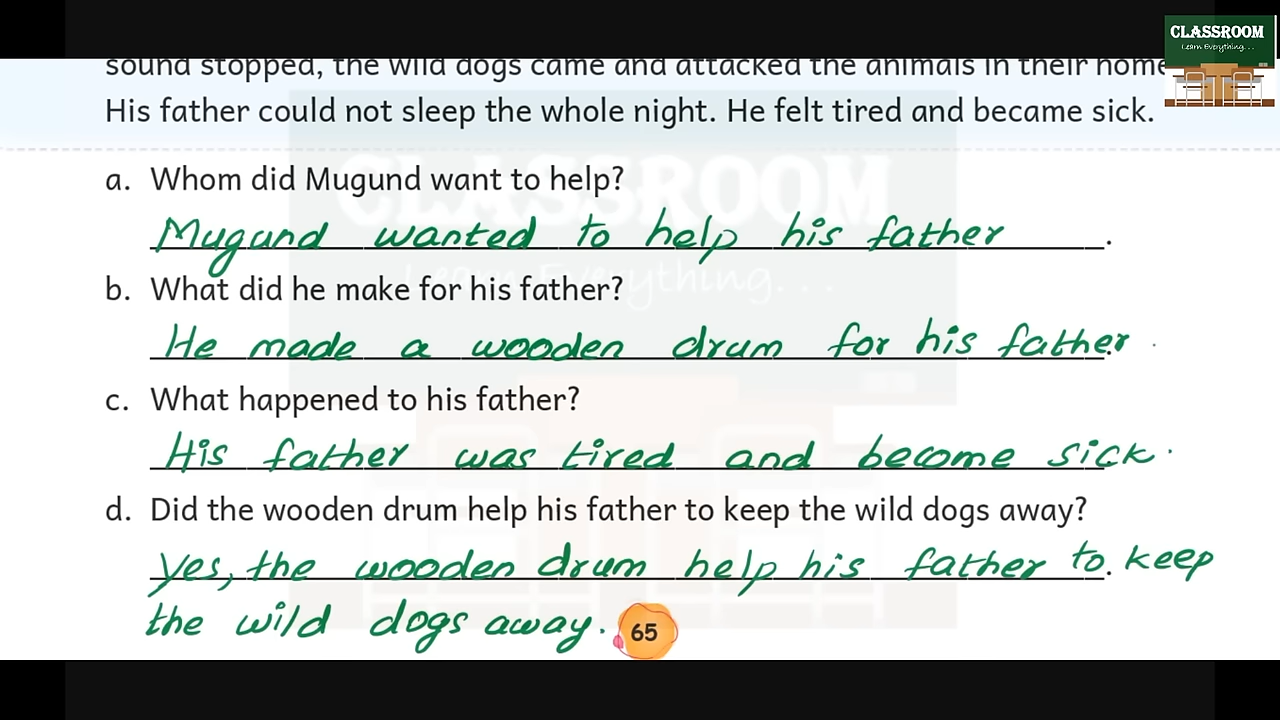 CLASSROOM
Learn Everything. . .
sound stopped, the wild dogs came and attacked the animals in their home
His father could not sleep the whole night. He felt tired and became sick.
CLASSROOM
Learn Everything. . .
a. Whom did Mugund want to help?
Mugund wanted to help his father .
b. What did he make for his father?
He made a wooden drum for his father .
c. What happened to his father?
His father was tired and become sick.
d. Did the wooden drum help his father to keep the wild dogs away?
Yes, the wooden drum help his father to. keep
the wild dogs away.
65